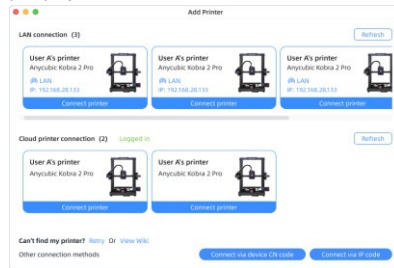 Add Printer
LAN connection (3)
Refresh
User A's printer
Anycubic Kobra 2 Pro
LAN
IP: 192.168.28.133
Connect printer
User A's printer
Anycubic Kobra 2 Pro
LAN
IP: 192.168.28.133
Connect printer
User A's printer
Anycubic Kobra 2 Pro
LAN
IP: 192.168.28.133
Connect printer
Cloud printer connection (2) Logged in
Refresh
User A's printer
Anycubic Kobra 2 Pro
Connect printer
User A's printer
Anycubic Kobra 2 Pro
Connect printer
Can't find my printer? Retry Or View Wiki
Other connection methods
Connect via device CN code
Connect via IP code